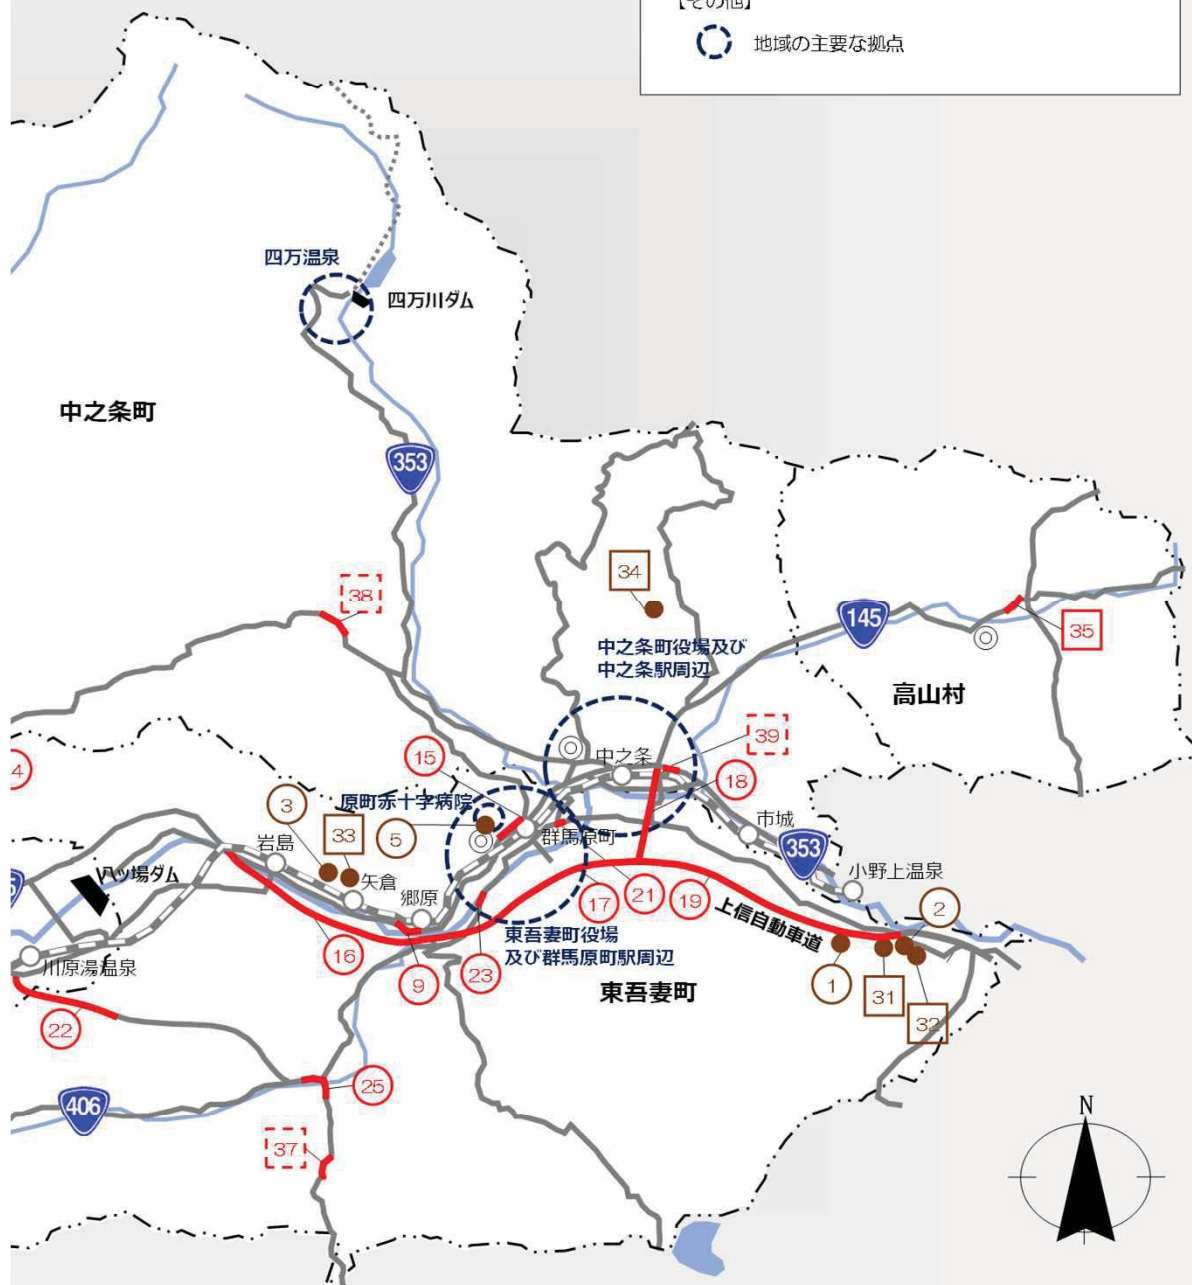 【その他】
地域の主要な拠点
四万温泉
四万川ダム
中之条町
353
34
38
145
35
中之条町役場及び
中之条駅周辺
高山村
39
15
中之条
4
18
原町赤十字病院
3
33
5
市城
岩島
群馬原町
353
八ッ場ダム
矢倉
小野上温泉
郷原
17
21
19
上信自動車道
2
東吾妻町役場
及び群馬原町駅周辺
川原湯温泉
16
9
23
東吾妻町
1
31
32
22
25
406
37
N